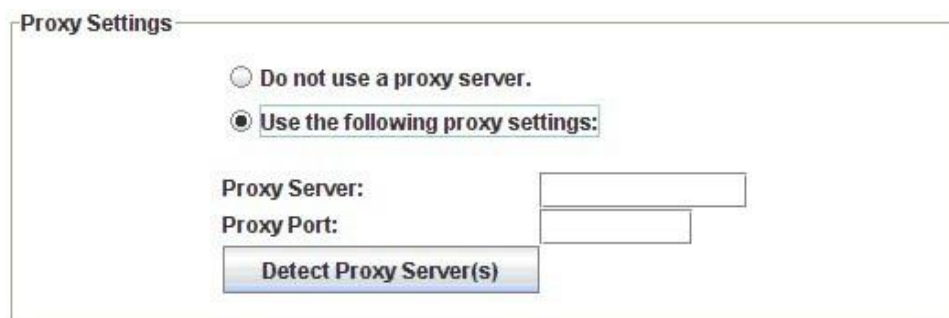 Proxy Settings
Do not use a proxy server.
Use the following proxy settings:
Proxy Server:
Proxy Port:
Detect Proxy Server(s)